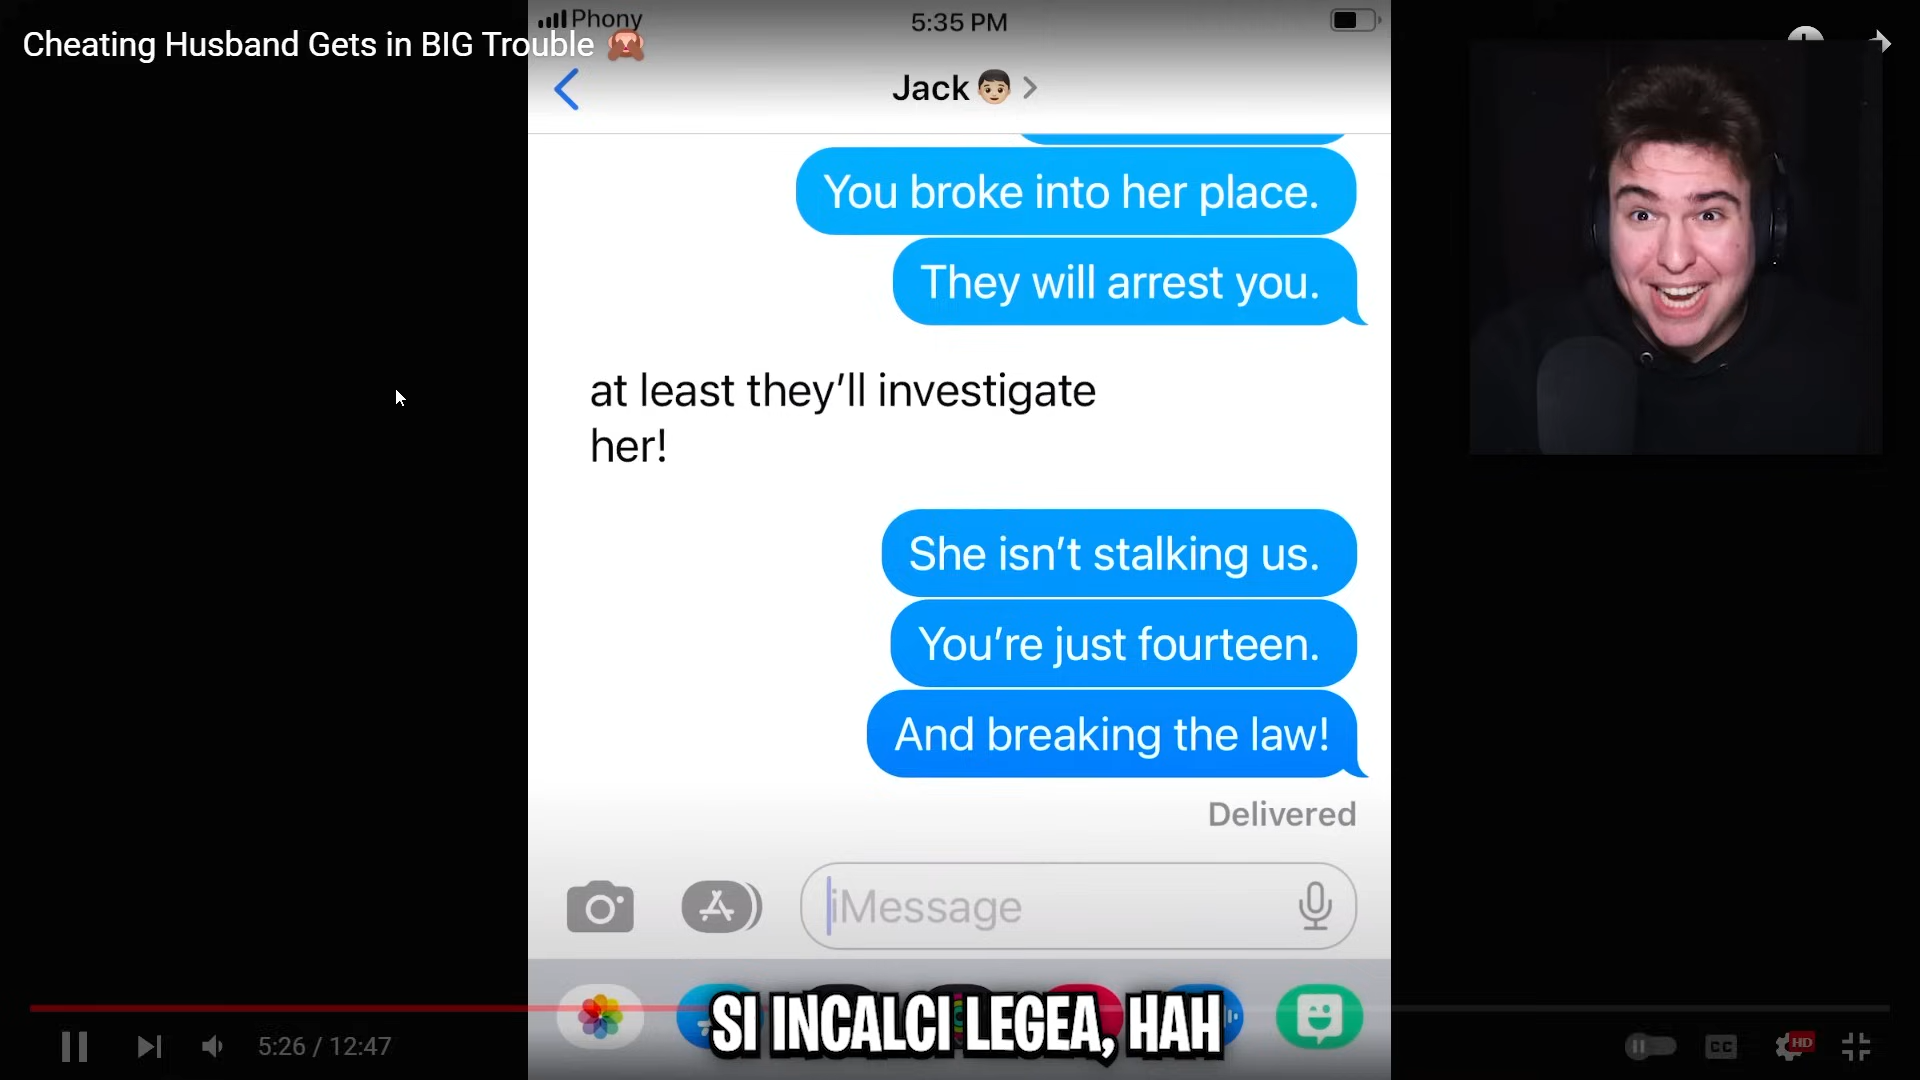 Phony
5:35 PM
Cheating Husband Gets in BIG Trouble 🙈
Jack 👦🏻
You broke into her place.
They will arrest you.
at least they’ll investigate
her!
She isn’t stalking us.
You’re just fourteen.
And breaking the law!
Delivered
iMessage
SI INCALCI LEGEA, HAH
5:26 / 12:47
CC
HD